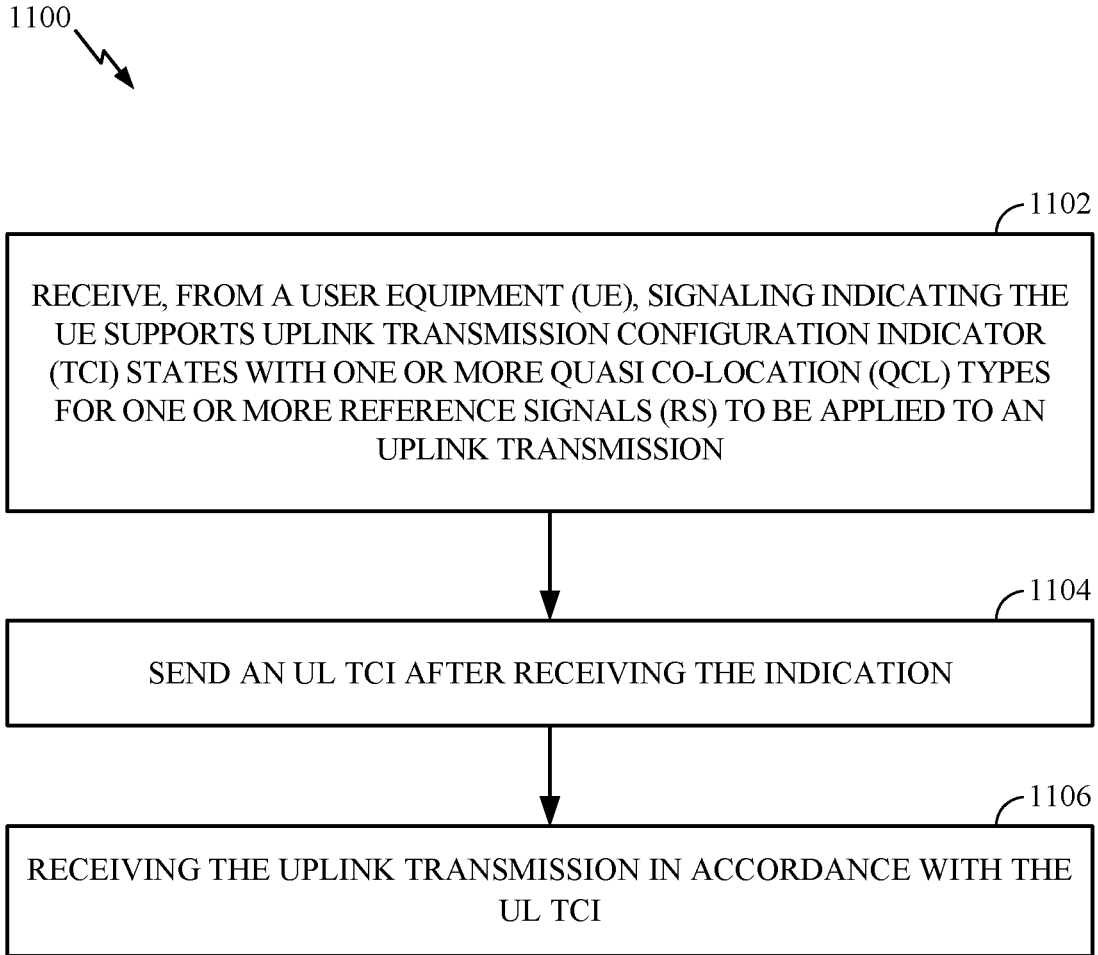 1100
1102
RECEIVE, FROM A USER EQUIPMENT (UE), SIGNALING INDICATING THE
UE SUPPORTS UPLINK TRANSMISSION CONFIGURATION INDICATOR
(TCI) STATES WITH ONE OR MORE QUASI CO-LOCATION (QCL) TYPES
FOR ONE OR MORE REFERENCE SIGNALS (RS) TO BE APPLIED TO AN
UPLINK TRANSMISSION
1104
SEND AN UL TCI AFTER RECEIVING THE INDICATION
1106
RECEIVING THE UPLINK TRANSMISSION IN ACCORDANCE WITH THE
UL TCI